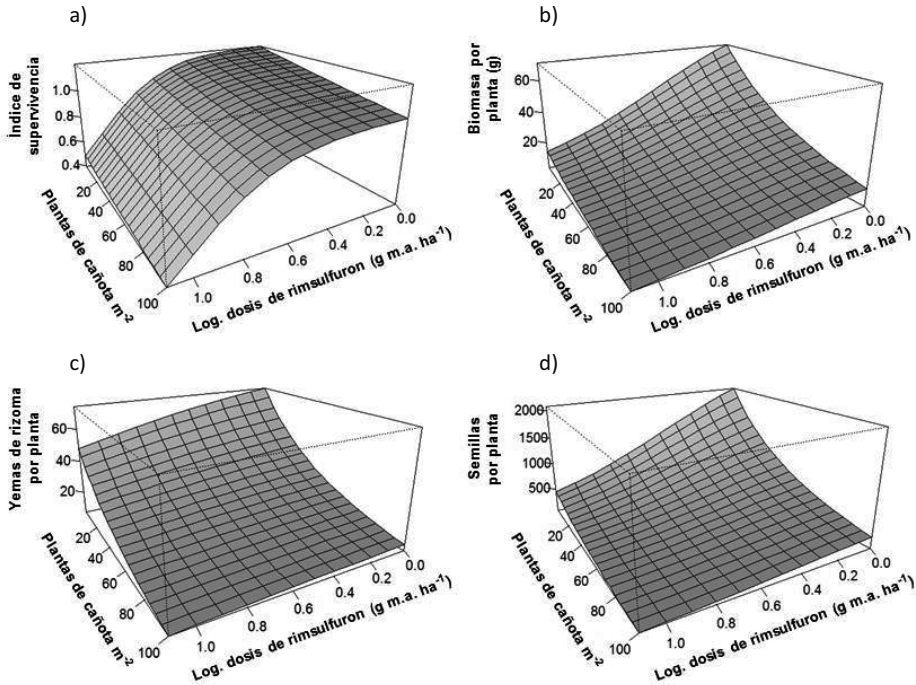 a)
Índice de
supervivencia
1.0
0.8
0.6
0.4
20
40
60
80
100
Plantas de cañota m-2
1.0
0.8
0.6
0.4
0.2
0.0
Log. dosis de rimsulfuron (g m.a. ha-1)
b)
Biomasa por
planta (g)
60
40
20
20
40
60
80
100
Plantas de cañota m-2
1.0
0.8
0.6
0.4
0.2
0.0
Log. dosis de rimsulfuron (g m.a. ha-1)
c)
Yemas de rizoma
por planta
60
40
20
20
40
60
80
100
Plantas de cañota m-2
1.0
0.8
0.6
0.4
0.2
0.0
Log. dosis de rimsulfuron (g m.a. ha-1)
d)
Semillas
por planta
2000
1500
1000
500
20
40
60
80
100
Plantas de cañota m-2
1.0
0.8
0.6
0.4
0.2
0.0
Log. dosis de rimsulfuron (g m.a. ha-1)